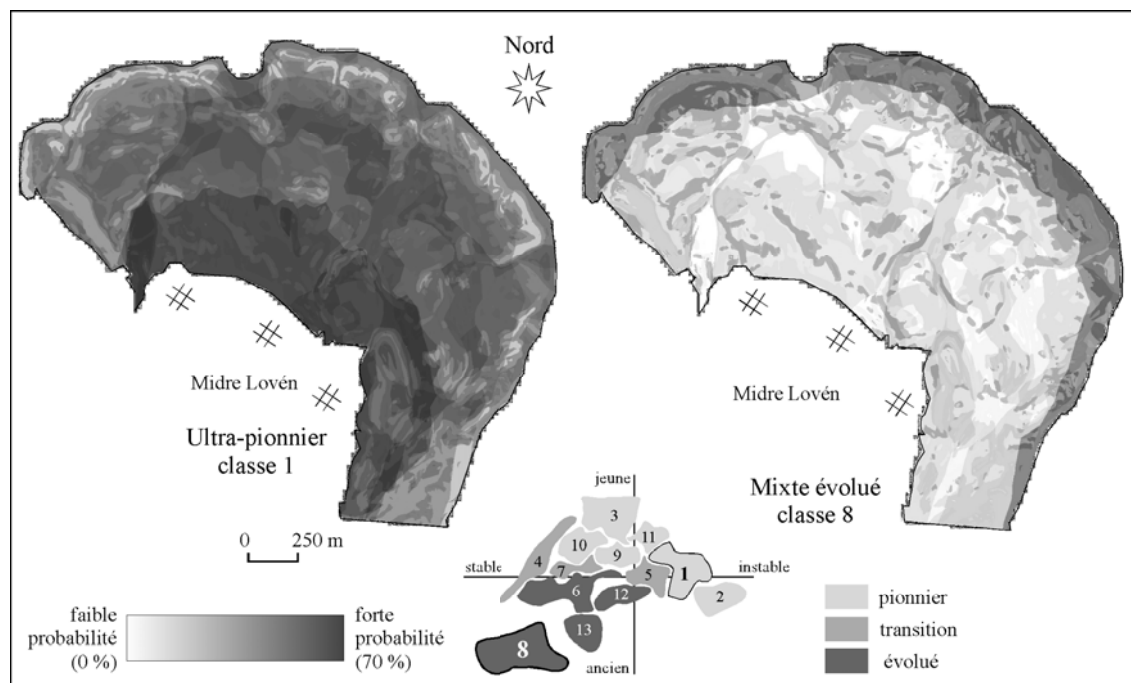 Nord
Midre Lovén
Ultra-pionnier
classe 1
0 250 m
faible
probabilité
(0 %)
forte
probabilité
(70 %)
Midre Lovén
Mixte évolué
classe 8
jeune
stable
instable
ancien
3
11
10
9
4
7
5
1
6
12
2
13
8
pionnier
transition
évolué